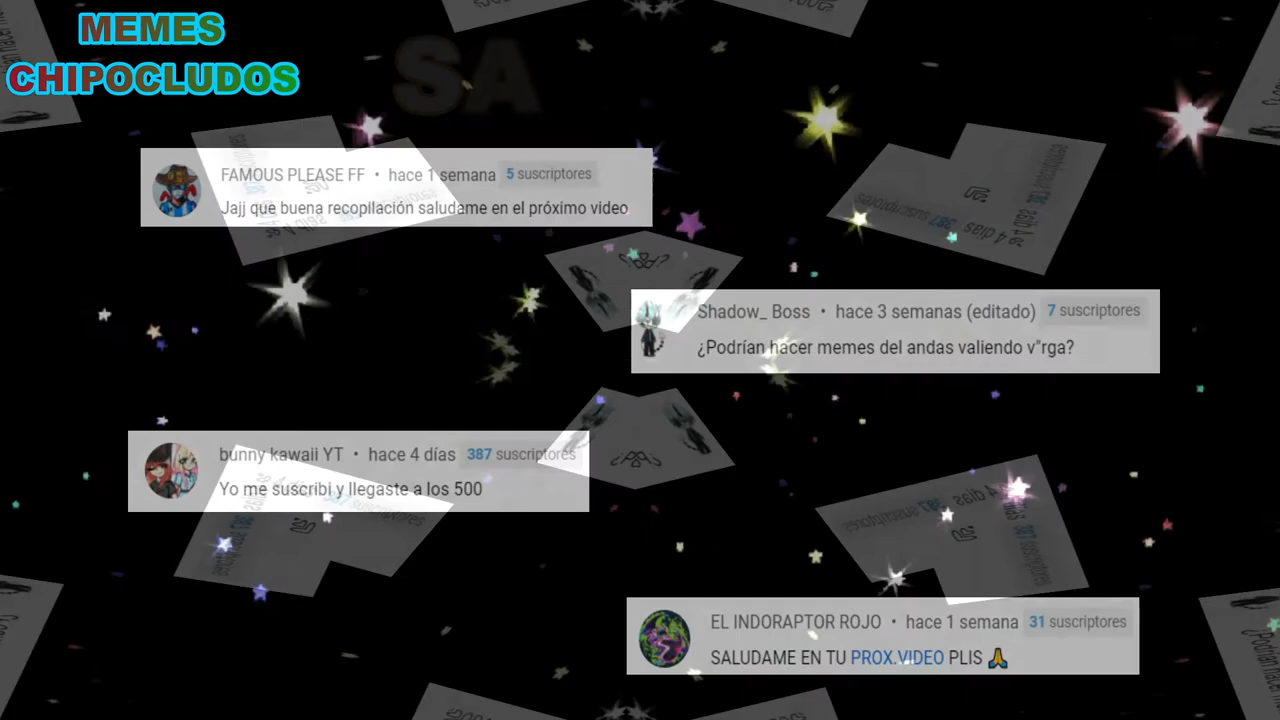 MEMES
CHIPOCLUDOS
SA
FAMOUS PLEASE FF • hace 1 semana 5 suscriptores
Jajj que buena recopilación saludame en el próximo video
Shadow_ Boss • hace 3 semanas (editado) 7 suscriptores
¿Podrían hacer memes del andas valiendo v"rga?
bunny kawaii YT • hace 4 días 387 suscriptores
Yo me suscribi y llegaste a los 500
EL INDORAPTOR ROJO • hace 1 semana 31 suscriptores
SALUDAME EN TU PROX.VIDEO PLIS 🙏